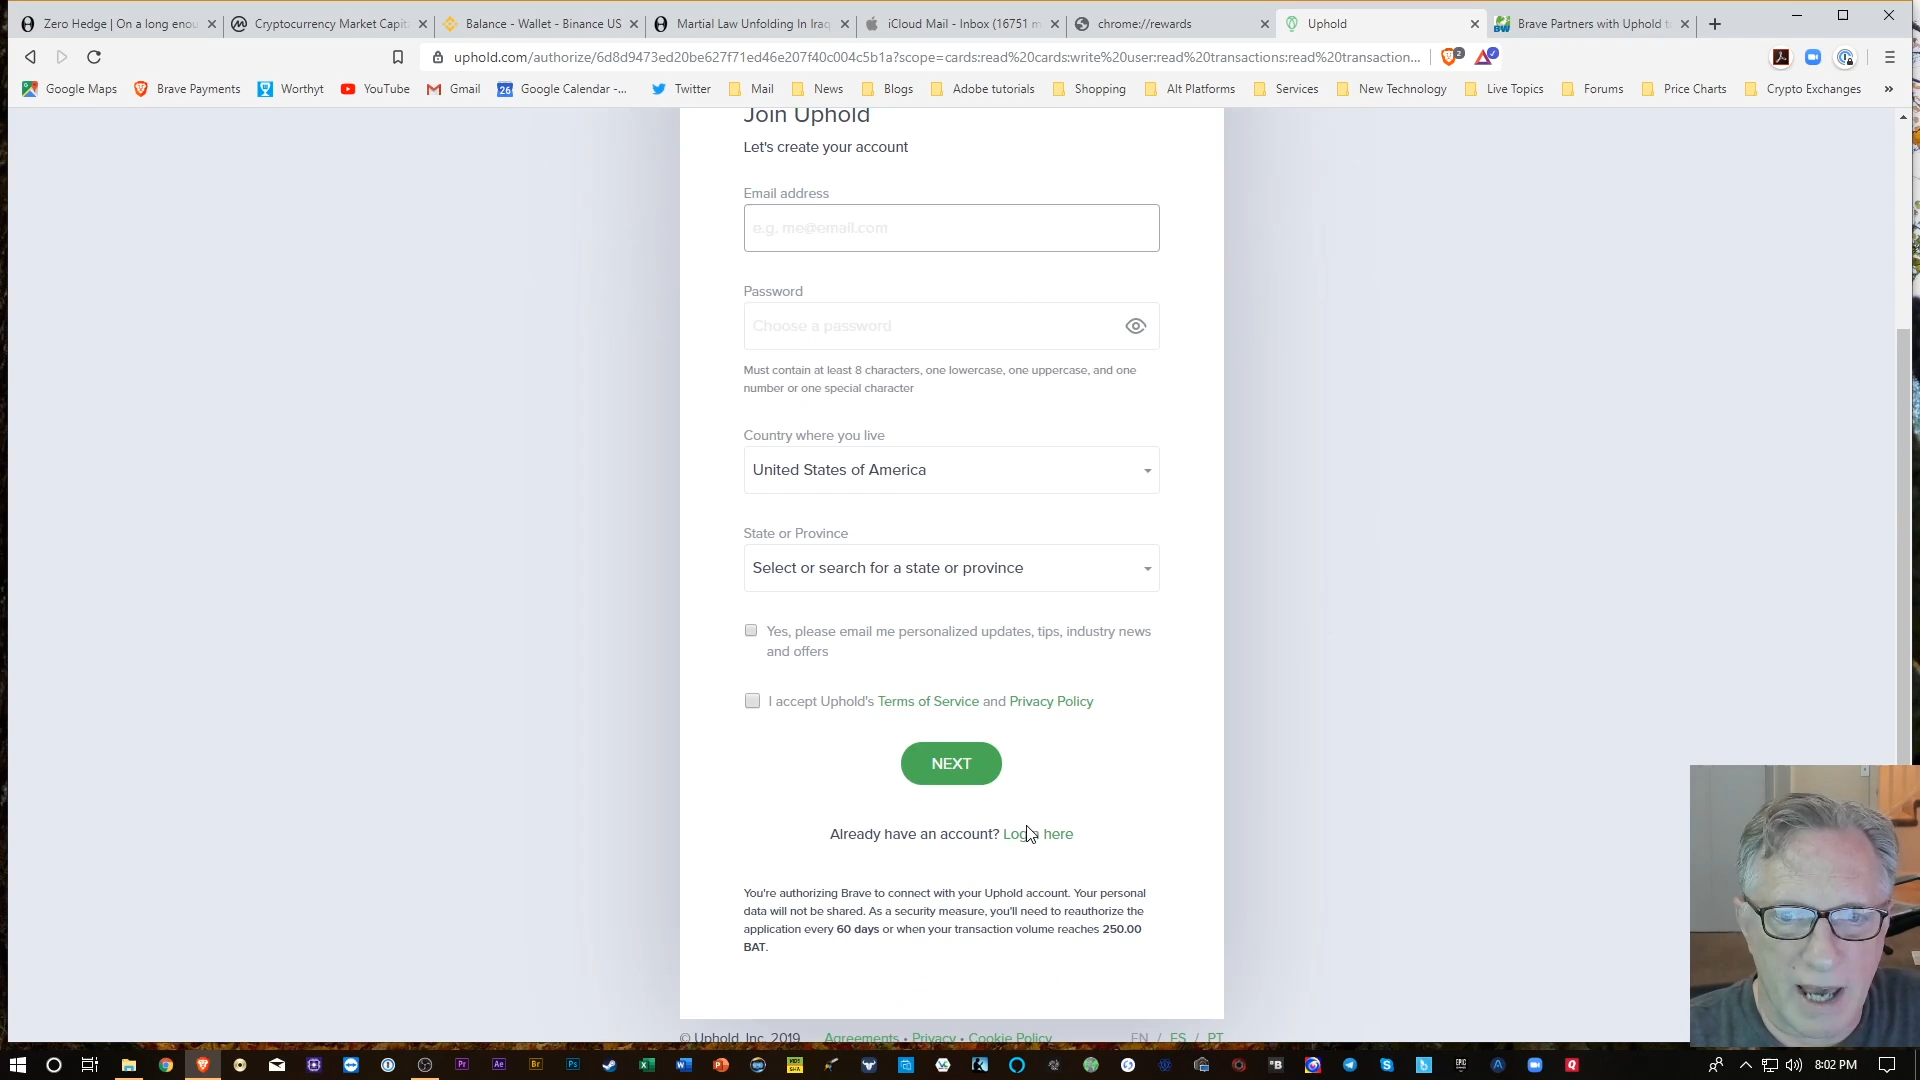 Zero Hedge | On a long enou
Cryptocurrency Market Capit
Balance - Wallet - Binance US
Martial Law Unfolding In Iraq
iCloud Mail - Inbox (16751 m
chrome://rewards
Uphold
Brave Partners with Uphold t
uphold.com/authorize/6d8d9473ed20be627f71ed46e207f40c004c5b1a?scope=cards:read%20cards:write%20user:read%20transactions:read%20transaction...
2
Google Maps
Brave Payments
Worthyt
YouTube
Gmail
26
Google Calendar -...
Twitter
Mail
News
Blogs
Adobe tutorials
Shopping
Alt Platforms
Services
New Technology
Live Topics
Forums
Price Charts
Crypto Exchanges
»
Join Uphold
Let's create your account
Email address
e.g. me@email.com
Password
Choose a password
Must contain at least 8 characters, one lowercase, one uppercase, and one
number or one special character
Country where you live
United States of America
State or Province
Select or search for a state or province
Yes, please email me personalized updates, tips, industry news
and offers
I accept Uphold's Terms of Service and Privacy Policy
NEXT
Already have an account? Login here
You're authorizing Brave to connect with your Uphold account. Your personal
data will not be shared. As a security measure, you'll need to reauthorize the
application every 60 days or when your transaction volume reaches 250.00
BAT.
© Uphold, Inc. 2019 Agreements • Privacy • Cookie Policy EN / ES / PT
8:02 PM